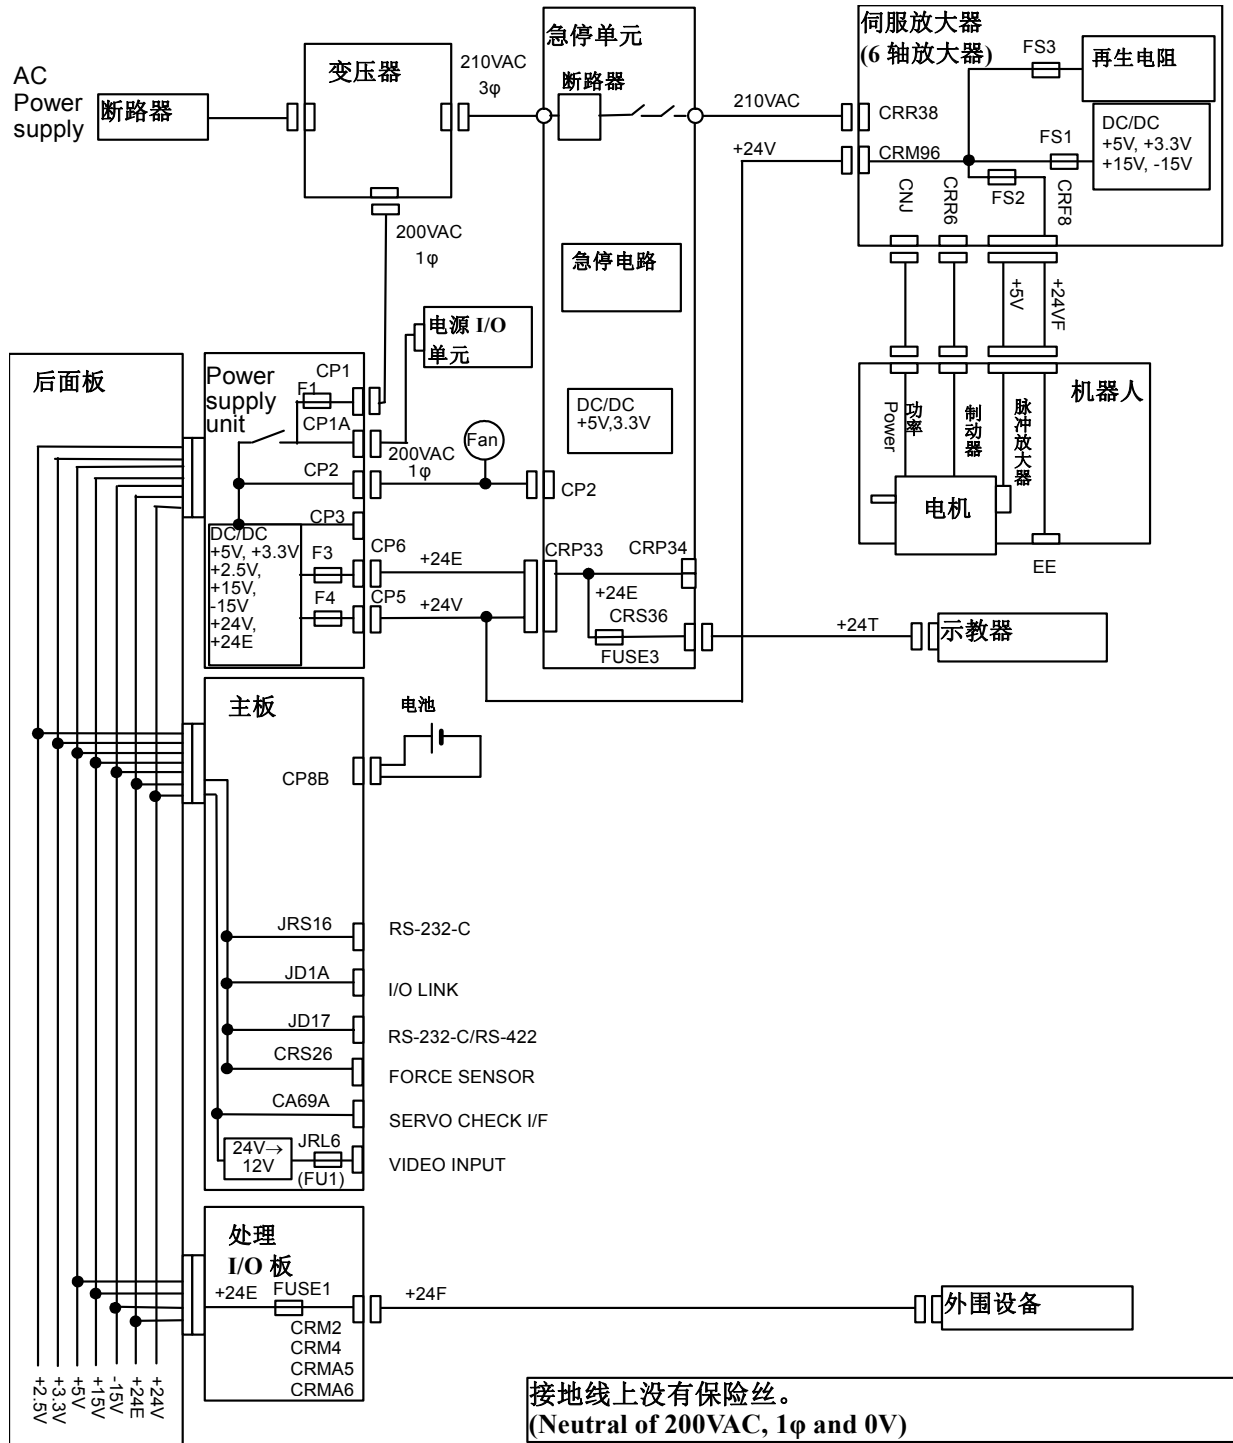 AC
Power
supply
断路器
变压器
210VAC
3φ
急停单元
断路器
210VAC
+24V
伺服放大器
(6 轴放大器)
FS3
再生电阻
CRR38
CRM96
FS1
DC/DC
+5V, +3.3V
+15V, -15V
FS2
CNJ
CRR6
CRF8
200VAC
1φ
急停电路
+5V
+24VF
电源 I/O
单元
后面板
Power
supply
unit
F1
CP1
CP1A
200VAC
1φ
Fan
DC/DC
+5V,3.3V
机器人
Power
功率
制动器
脉冲放大器
电机
EE
CP2
CP2
CP3
DC/DC
+5V, +3.3V
+2.5V,
+15V,
-15V
+24V,
+24E
F3
CP6
+24E
F4
CP5
+24V
CRP33
CRP34
+24E
CRS36
FUSE3
+24T
示教器
主板
电池
CP8B
JRS16
RS-232-C
JD1A
I/O LINK
JD17
RS-232-C/RS-422
CRS26
FORCE SENSOR
CA69A
SERVO CHECK I/F
24V→
12V
JRL6
(FU1)
VIDEO INPUT
处理
I/O 板
+24E
FUSE1
+24F
外围设备
CRM2
CRM4
CRMA5
CRMA6
+2.5V
+3.3V
+5V
+15V
-15V
+24E
+24V
接地线上没有保险丝。
(Neutral of 200VAC, 1φ and 0V)